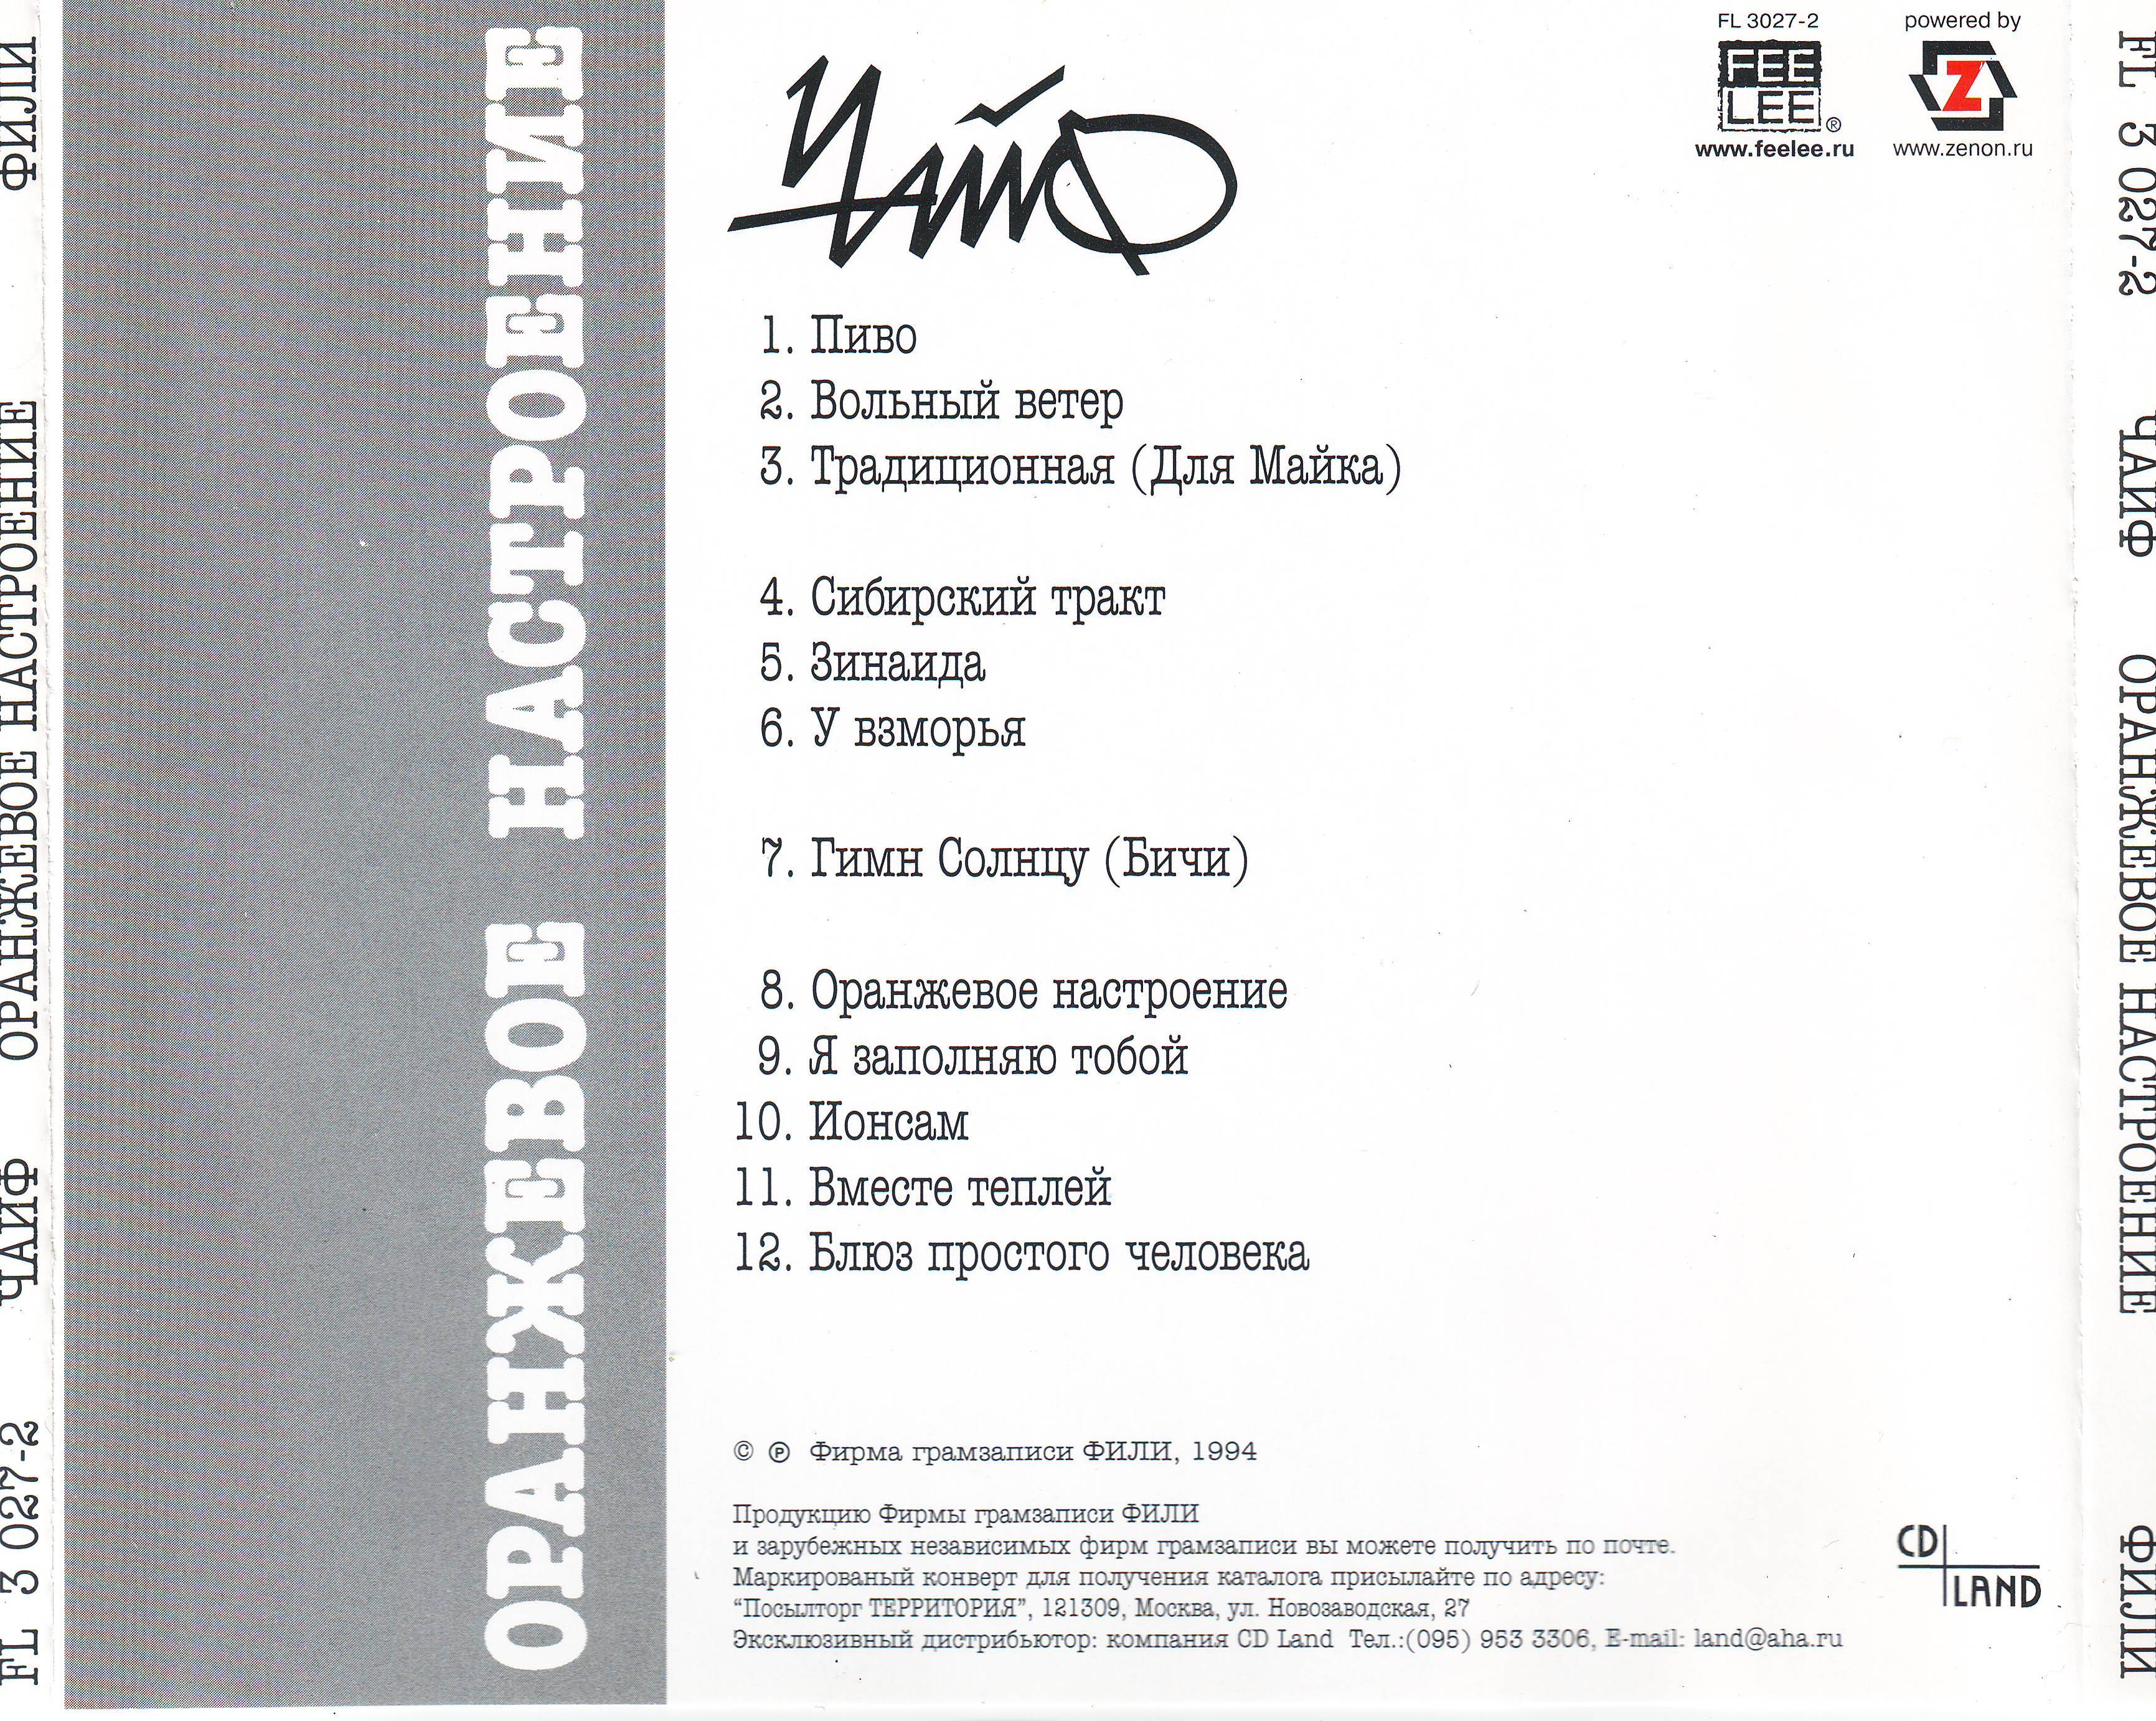 FL 3 027-2 ЧАЙФ ОРАНЖЕВОЕ НАСТРОЕНИЕ ФИЛИ
ОРАНЖЕВОЕ НАСТРОЕНИЕ
ЧАЙФ
FL 3027-2
FEE
LEE
®
www.feelee.ru
powered by
Z
www.zenon.ru
1. Пиво
2. Вольный ветер
3. Традиционная (Для Майка)
4. Сибирский тракт
5. Зинаида
6. У взморья
7. Гимн Солнцу (Бичи)
8. Оранжевое настроение
9. Я заполняю тобой
10. Ионсам
11. Вместе теплей
12. Блюз простого человека
© ℗ Фирма грамзаписи ФИЛИ, 1994
Продукцию Фирмы грамзаписи ФИЛИ
и зарубежных независимых фирм грамзаписи вы можете получить по почте.
Маркированый конверт для получения каталога присылайте по адресу:
“Посылторг ТЕРРИТОРИЯ”, 121309, Москва, ул. Новозаводская, 27
Эксклюзивный дистрибьютор: компания CD Land Тел.:(095) 953 3306, E-mail: land@aha.ru
CD
LAND
FL 3 027-2 ЧАЙФ ОРАНЖЕВОЕ НАСТРОЕНИЕ ФИЛИ